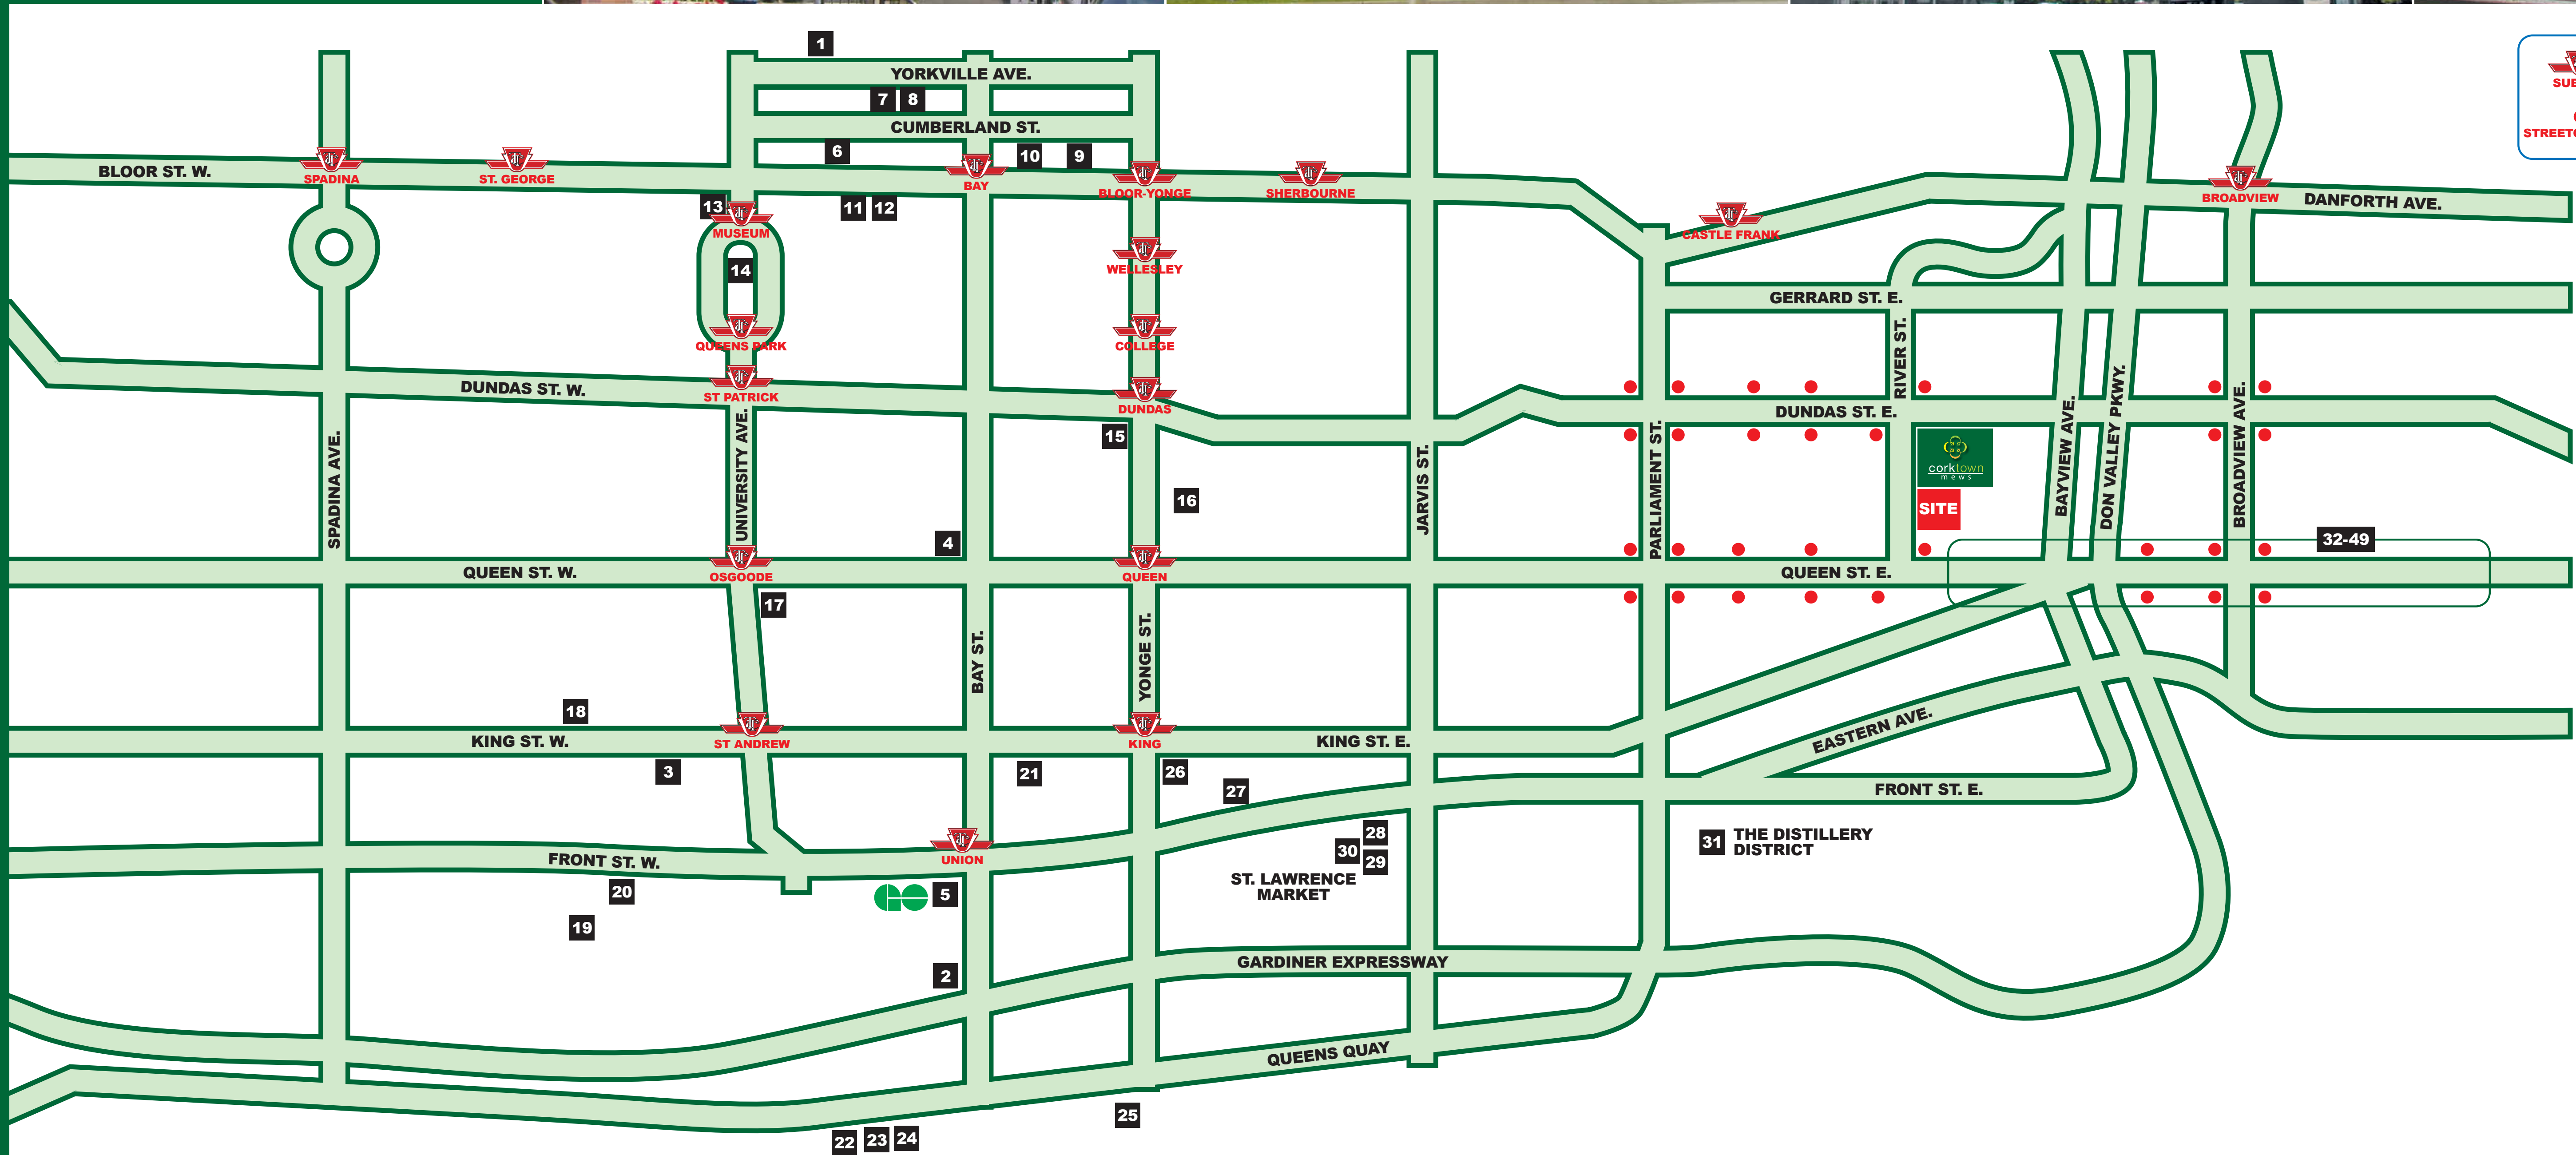 1
YORKVILLE AVE.
7
8
CUMBERLAND ST.
6
10
9
BLOOR ST. W.
SPADINA
ST. GEORGE
BAY
BLOOR-YONGE
SHERBOURNE
BROADVIEW
DANFORTH AVE.
13
11
12
MUSEUM
CASTLE FRANK
14
WELLESLEY
GERRARD ST. E.
QUEENS PARK
COLLEGE
RIVER ST.
DUNDAS ST. W.
ST PATRICK
DUNDAS
DUNDAS ST. E.
15
SPADINA AVE.
UNIVERSITY AVE.
JARVIS ST.
PARLIAMENT ST.
corktown
mews
SITE
BAYVIEW AVE.
DON VALLEY PKWY.
BROADVIEW AVE.
16
4
32-49
QUEEN ST. W.
OSGOODE
QUEEN
QUEEN ST. E.
17
BAY ST.
YONGE ST.
18
KING ST. W.
ST ANDREW
KING
KING ST. E.
EASTERN AVE.
3
21
26
27
FRONT ST. E.
28
30
29
31
THE DISTILLERY
DISTRICT
FRONT ST. W.
UNION
20
GO
5
ST. LAWRENCE
MARKET
19
2
GARDINER EXPRESSWAY
QUEENS QUAY
25
22
23
24